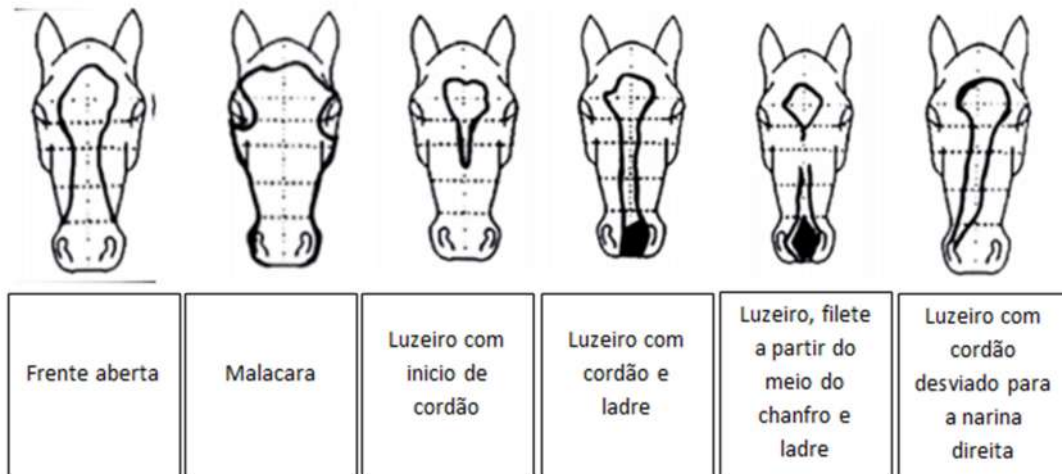 Frente aberta
Malacara
Luzeiro com
inicio de
cordão
Luzeiro com
cordão e
ladre
Luzeiro, filete
a partir do
meio do
chanfro e
ladre
Luzeiro com
cordão
desviado para
a narina
direita